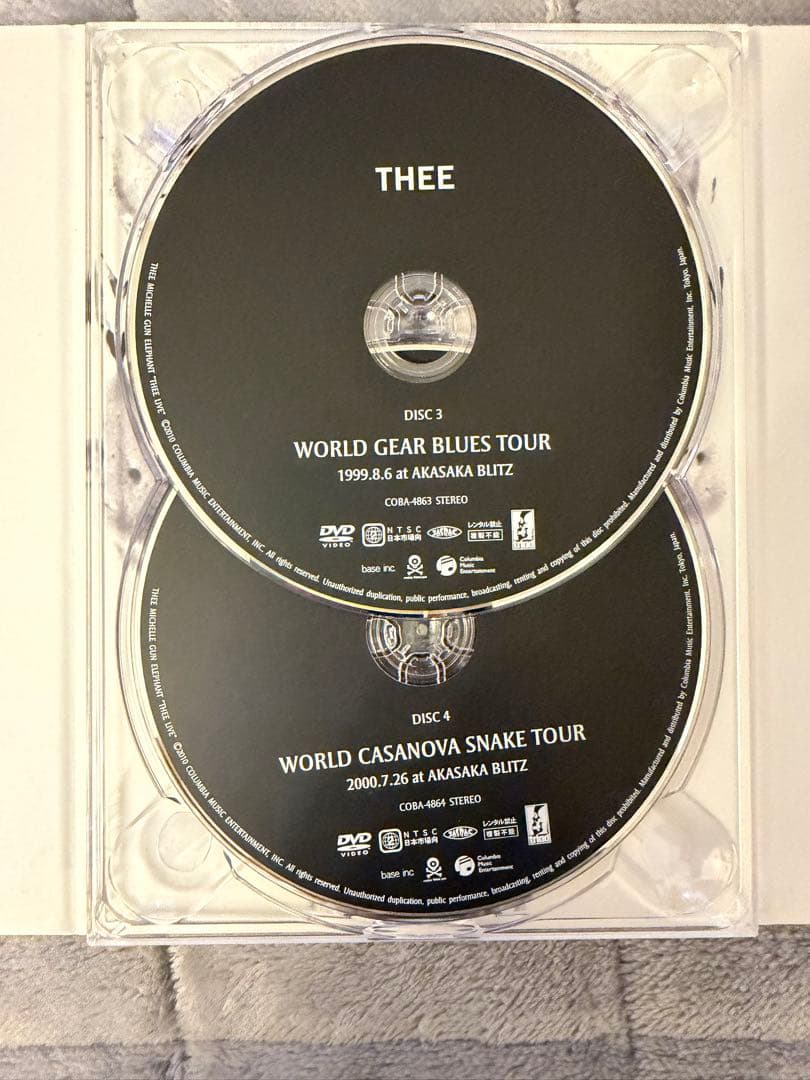 THEE
DISC 3
WORLD GEAR BLUES TOUR
1999.8.6 at AKASAKA BLITZ
COBA-4863 STEREO
DVD VIDEO
2
NTSC
日本市場向
JASRAC
レンタル禁止
複製不能
triad
base inc
Columbia
Music
Entertainment
THEE MICHELLE GUN ELEPHANT "THEE LIVE" ©2010 COLUMBIA MUSIC ENTERTAINMENT, INC. All rights reserved. Unauthorized duplication, public performance, broadcasting, renting and copying of this disc prohibited. Manufactured and distributed by Columbia Music Entertainment, Inc. Tokyo, Japan.
DISC 4
WORLD CASANOVA SNAKE TOUR
2000.7.26 at AKASAKA BLITZ
COBA-4864 STEREO
DVD VIDEO
2
NTSC
日本市場向
JASRAC
レンタル禁止
複製不能
triad
base inc
Columbia
Music
Entertainment
THEE MICHELLE GUN ELEPHANT "THEE LIVE" ©2010 COLUMBIA MUSIC ENTERTAINMENT, INC. All rights reserved. Unauthorized duplication, public performance, broadcasting, renting and copying of this disc prohibited. Manufactured and distributed by Columbia Music Entertainment, Inc. Tokyo, Japan.